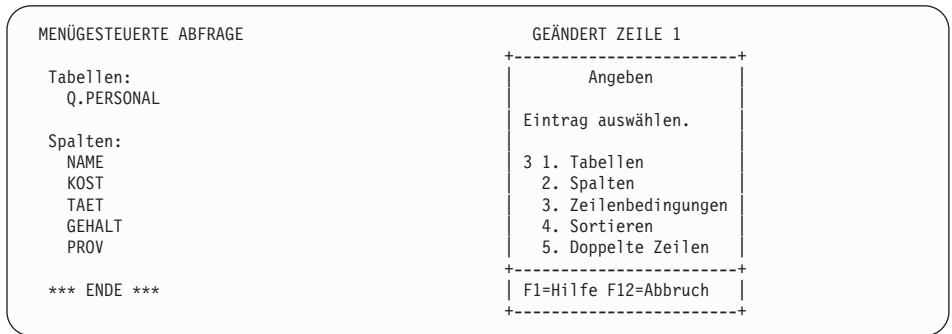 MENÜGESTEUERTE ABFRAGE GEÄNDERT ZEILE 1
+-------------------------+
Tabellen: | Angeben |
Q.PERSONAL | |
| Eintrag auswählen. |
Spalten: | |
NAME | 3 1. Tabellen |
KOST | 2. Spalten |
TAET | 3. Zeilenbedingungen |
GEHALT | 4. Sortieren |
PROV | 5. Doppelte Zeilen |
+-------------------------+
*** ENDE *** | F1=Hilfe F12=Abbruch |
+-------------------------+